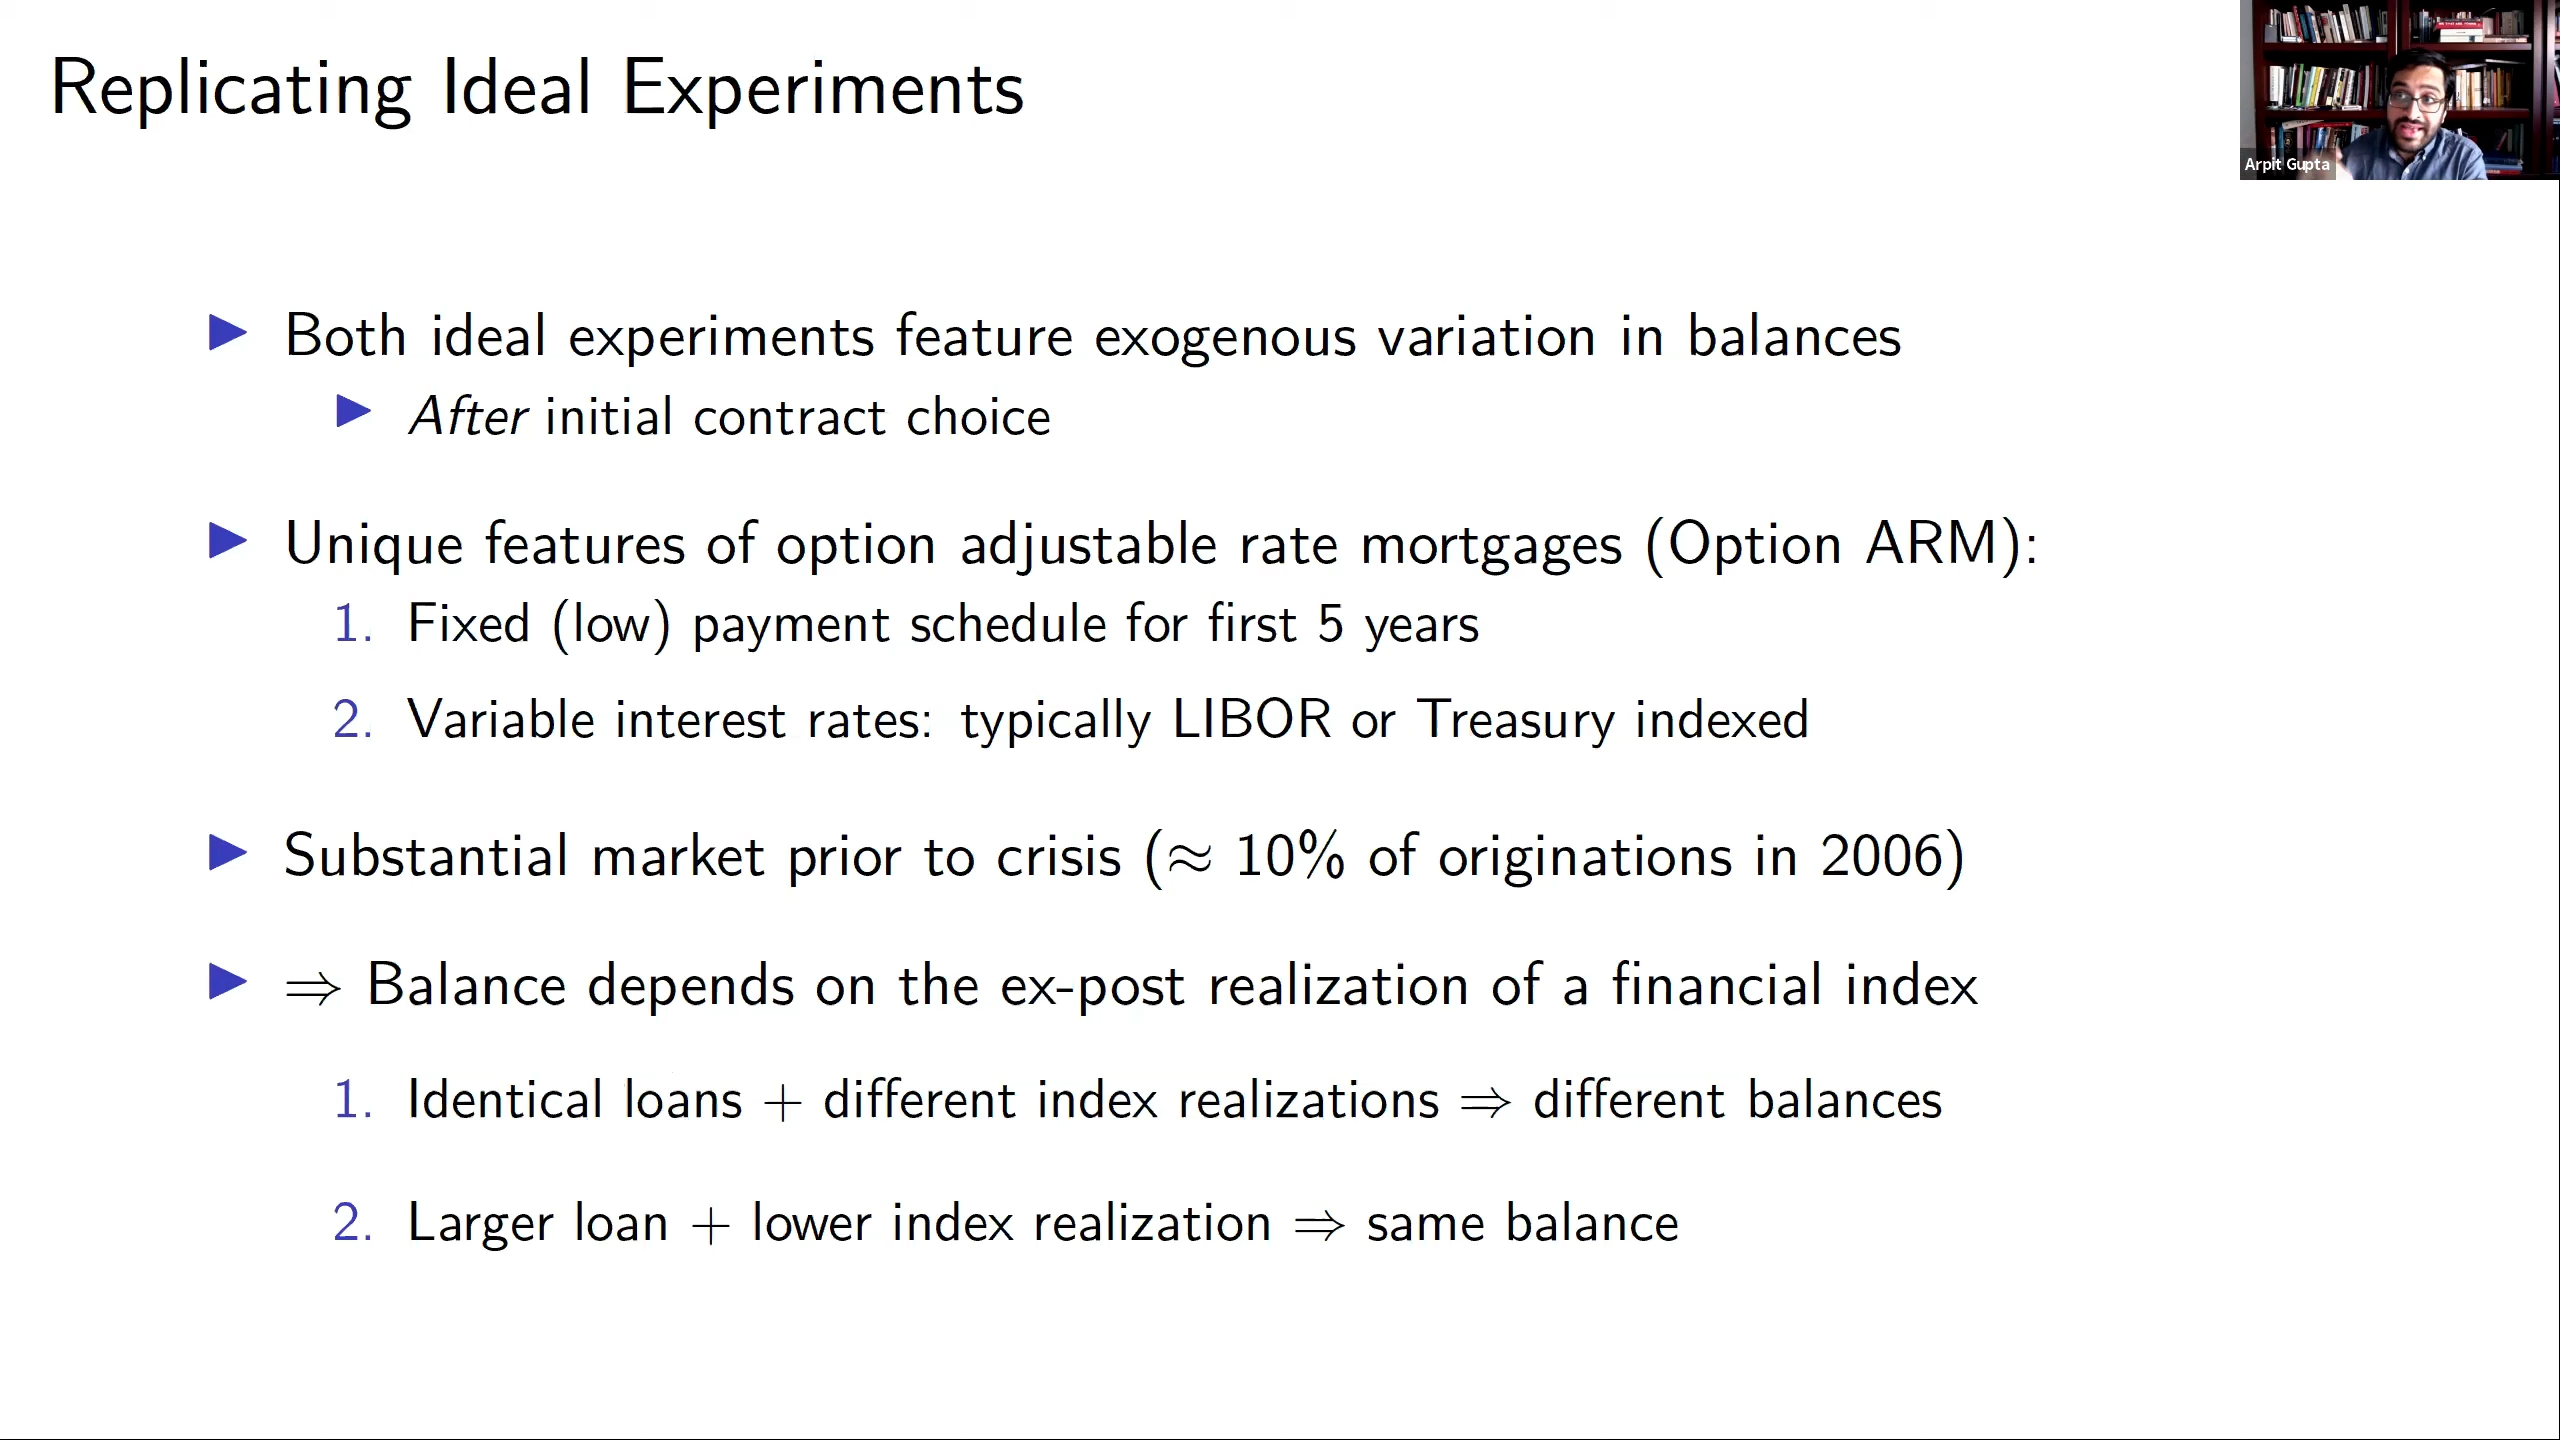 Replicating Ideal Experiments
Arpit Gupta
Both ideal experiments feature exogenous variation in balances
After initial contract choice
Unique features of option adjustable rate mortgages (Option ARM):
1. Fixed (low) payment schedule for first 5 years
2. Variable interest rates: typically LIBOR or Treasury indexed
Substantial market prior to crisis (≈ 10% of originations in 2006)
⇒ Balance depends on the ex-post realization of a financial index
1. Identical loans + different index realizations ⇒ different balances
2. Larger loan + lower index realization ⇒ same balance